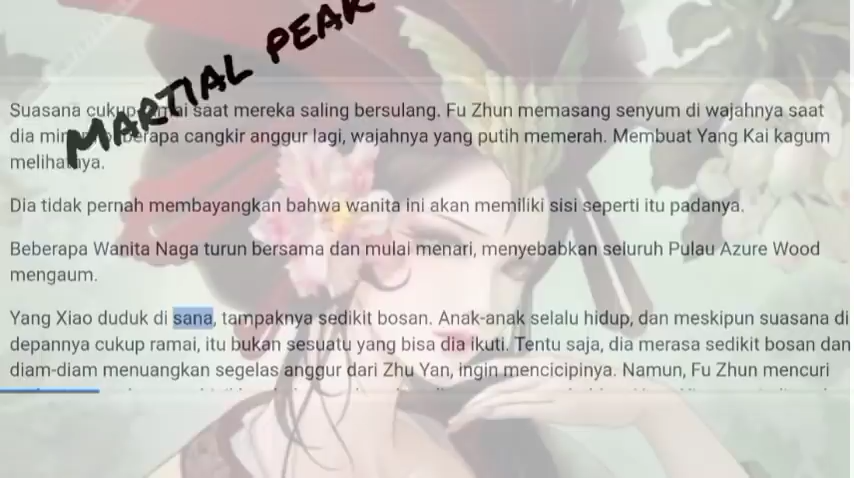 MARTIAL PEAK
Suasana cukup ramai saat mereka saling bersulang. Fu Zhun memasang senyum di wajahnya saat
dia minum beberapa cangkir anggur lagi, wajahnya yang putih memerah. Membuat Yang Kai kagum
melihatnya.
Dia tidak pernah membayangkan bahwa wanita ini akan memiliki sisi seperti itu padanya.
Beberapa Wanita Naga turun bersama dan mulai menari, menyebabkan seluruh Pulau Azure Wood
mengaum.
Yang Xiao duduk di sana, tampaknya sedikit bosan. Anak-anak selalu hidup, dan meskipun suasana di
depannya cukup ramai, itu bukan sesuatu yang bisa dia ikuti. Tentu saja, dia merasa sedikit bosan dan
diam-diam menuangkan segelas anggur dari Zhu Yan, ingin mencicipinya. Namun, Fu Zhun mencuri